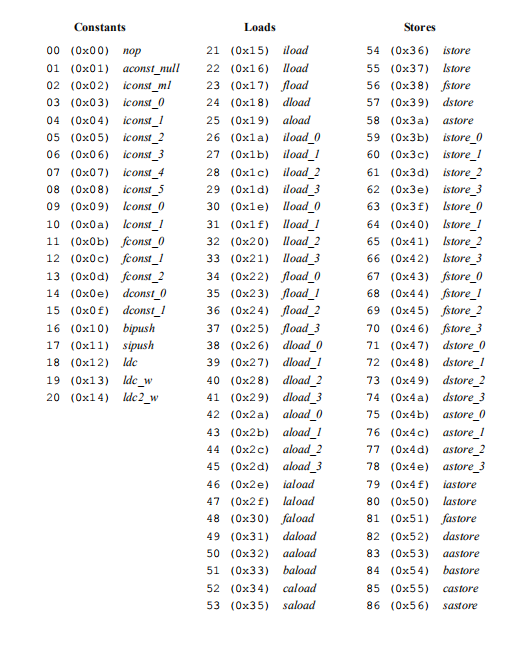 Constants
00 (0x00) nop
01 (0x01) aconst_null
02 (0x02) iconst_m1
03 (0x03) iconst_0
04 (0x04) iconst_1
05 (0x05) iconst_2
06 (0x06) iconst_3
07 (0x07) iconst_4
08 (0x08) iconst_5
09 (0x09) lconst_0
10 (0x0a) lconst_1
11 (0x0b) fconst_0
12 (0x0c) fconst_1
13 (0x0d) fconst_2
14 (0x0e) dconst_0
15 (0x0f) dconst_1
16 (0x10) bipush
17 (0x11) sipush
18 (0x12) ldc
19 (0x13) ldc_w
20 (0x14) ldc2_w
Loads
21 (0x15) iload
22 (0x16) lload
23 (0x17) fload
24 (0x18) dload
25 (0x19) aload
26 (0x1a) iload_0
27 (0x1b) iload_1
28 (0x1c) iload_2
29 (0x1d) iload_3
30 (0x1e) lload_0
31 (0x1f) lload_1
32 (0x20) lload_2
33 (0x21) lload_3
34 (0x22) fload_0
35 (0x23) fload_1
36 (0x24) fload_2
37 (0x25) fload_3
38 (0x26) dload_0
39 (0x27) dload_1
40 (0x28) dload_2
41 (0x29) dload_3
42 (0x2a) aload_0
43 (0x2b) aload_1
44 (0x2c) aload_2
45 (0x2d) aload_3
46 (0x2e) iaload
47 (0x2f) laload
48 (0x30) faload
49 (0x31) daload
50 (0x32) aaload
51 (0x33) baload
52 (0x34) caload
53 (0x35) saload
Stores
54 (0x36) istore
55 (0x37) lstore
56 (0x38) fstore
57 (0x39) dstore
58 (0x3a) astore
59 (0x3b) istore_0
60 (0x3c) istore_1
61 (0x3d) istore_2
62 (0x3e) istore_3
63 (0x3f) lstore_0
64 (0x40) lstore_1
65 (0x41) lstore_2
66 (0x42) lstore_3
67 (0x43) fstore_0
68 (0x44) fstore_1
69 (0x45) fstore_2
70 (0x46) fstore_3
71 (0x47) dstore_0
72 (0x48) dstore_1
73 (0x49) dstore_2
74 (0x4a) dstore_3
75 (0x4b) astore_0
76 (0x4c) astore_1
77 (0x4d) astore_2
78 (0x4e) astore_3
79 (0x4f) iastore
80 (0x50) lastore
81 (0x51) fastore
82 (0x52) dastore
83 (0x53) aastore
84 (0x54) bastore
85 (0x55) castore
86 (0x56) sastore